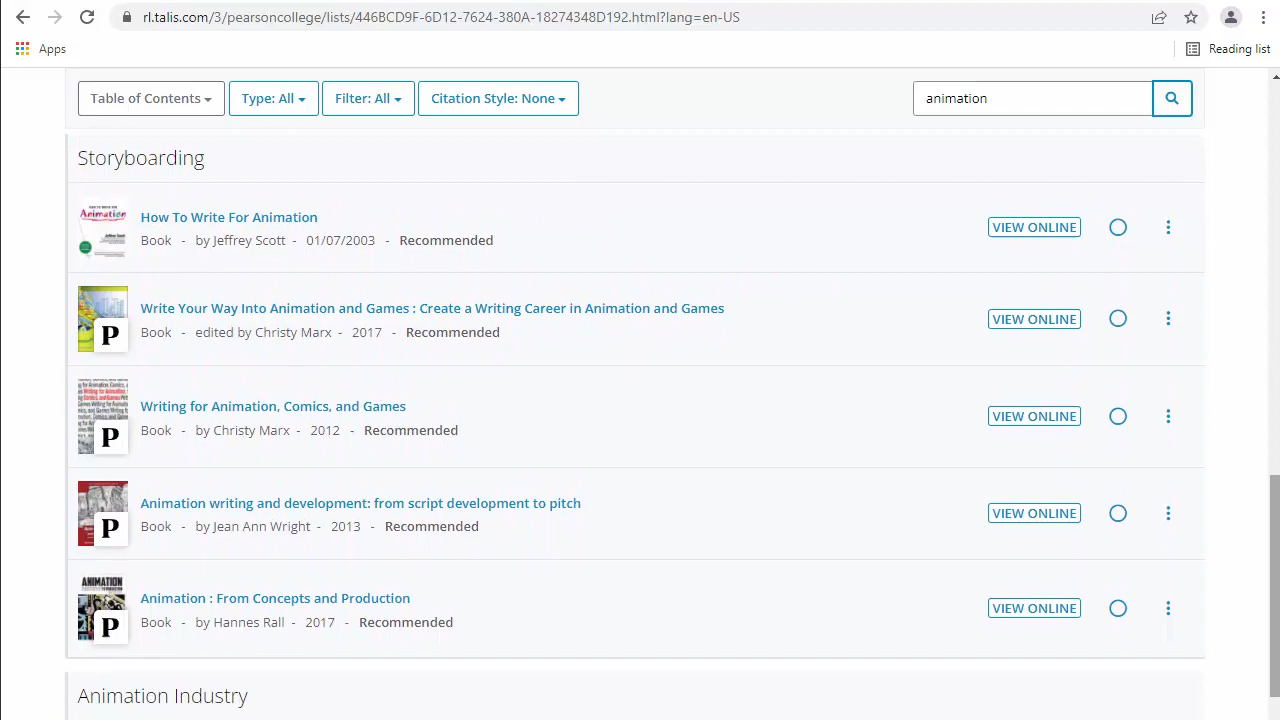 rl.talis.com/3/pearsoncollege/lists/446BCD9F-6D12-7624-380A-18274348D192.html?lang=en-US
Apps
Reading list
Table of Contents
Type: All
Filter: All
Citation Style: None
animation
Storyboarding
Animation
Jeffrey Scott
How To Write For Animation
Book - by Jeffrey Scott - 01/07/2003 - Recommended
VIEW ONLINE
P
Write Your Way Into Animation and Games : Create a Writing Career in Animation and Games
Book - edited by Christy Marx - 2017 - Recommended
VIEW ONLINE
P
Writing for Animation, Comics, and Games
Book - by Christy Marx - 2012 - Recommended
VIEW ONLINE
P
Animation writing and development: from script development to pitch
Book - by Jean Ann Wright - 2013 - Recommended
VIEW ONLINE
ANIMATION
P
Animation : From Concepts and Production
Book - by Hannes Rall - 2017 - Recommended
VIEW ONLINE
Animation Industry